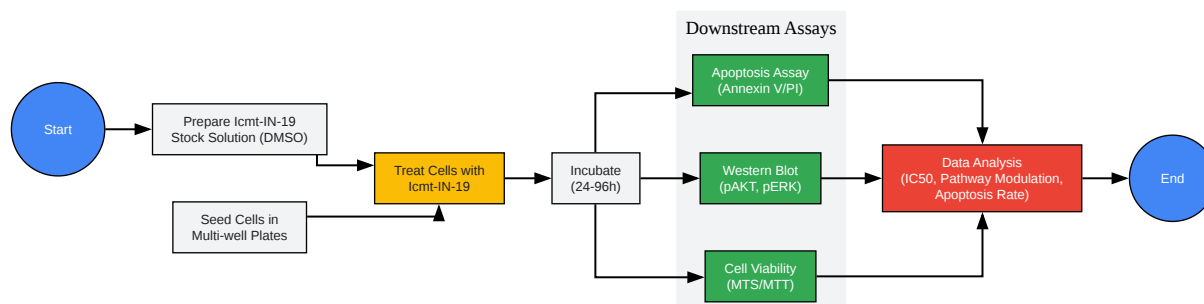 Start
Prepare Icmt-IN-19
Stock Solution (DMSO)
Seed Cells in
Multi-well Plates
Treat Cells with
Icmt-IN-19
Incubate
(24-96h)
Downstream Assays
Apoptosis Assay
(Annexin V/PI)
Western Blot
(pAKT, pERK)
Cell Viability
(MTS/MTT)
Data Analysis
(IC50, Pathway Modulation,
Apoptosis Rate)
End